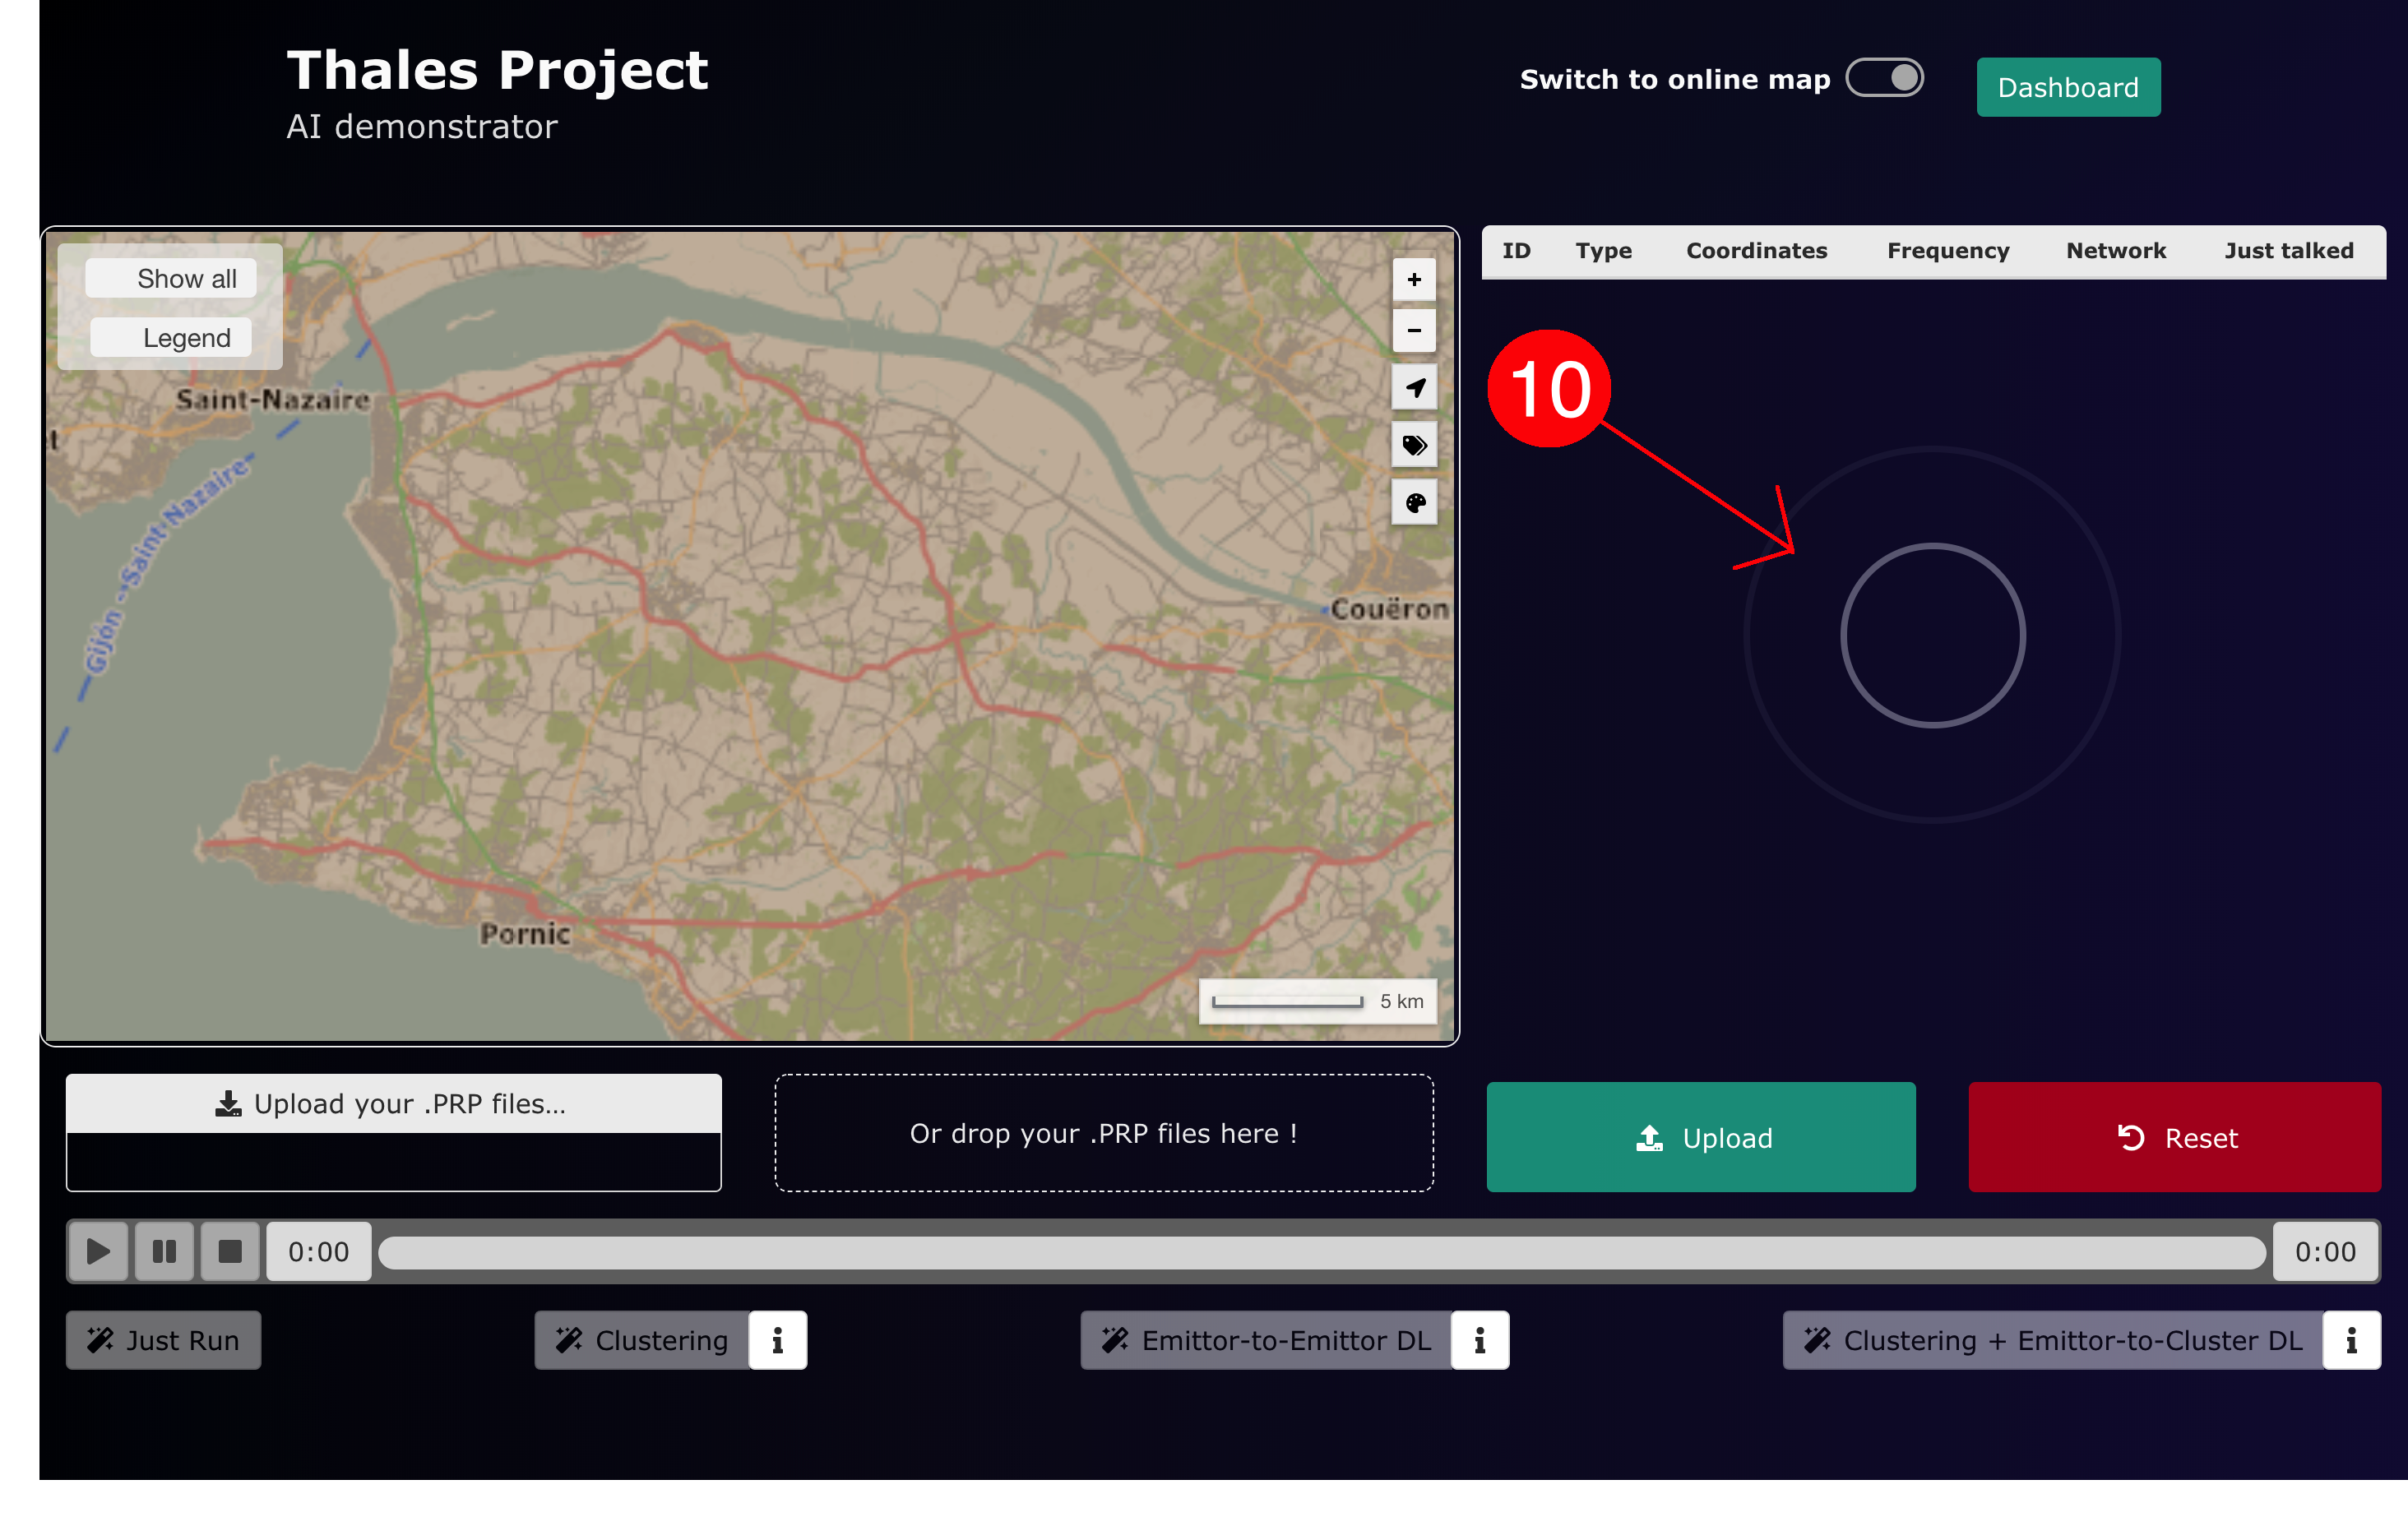 Thales Project
AI demonstrator
Switch to online map
Dashboard
Show all
Legend
+
−
Saint-Nazaire
Gijón - Saint-Nazaire
Couëron
Pornic
5 km
ID Type Coordinates Frequency Network Just talked
10
Upload your .PRP files...
Or drop your .PRP files here !
Upload
Reset
0:00
0:00
Just Run
Clustering
i
Emittor-to-Emittor DL
i
Clustering + Emittor-to-Cluster DL
i